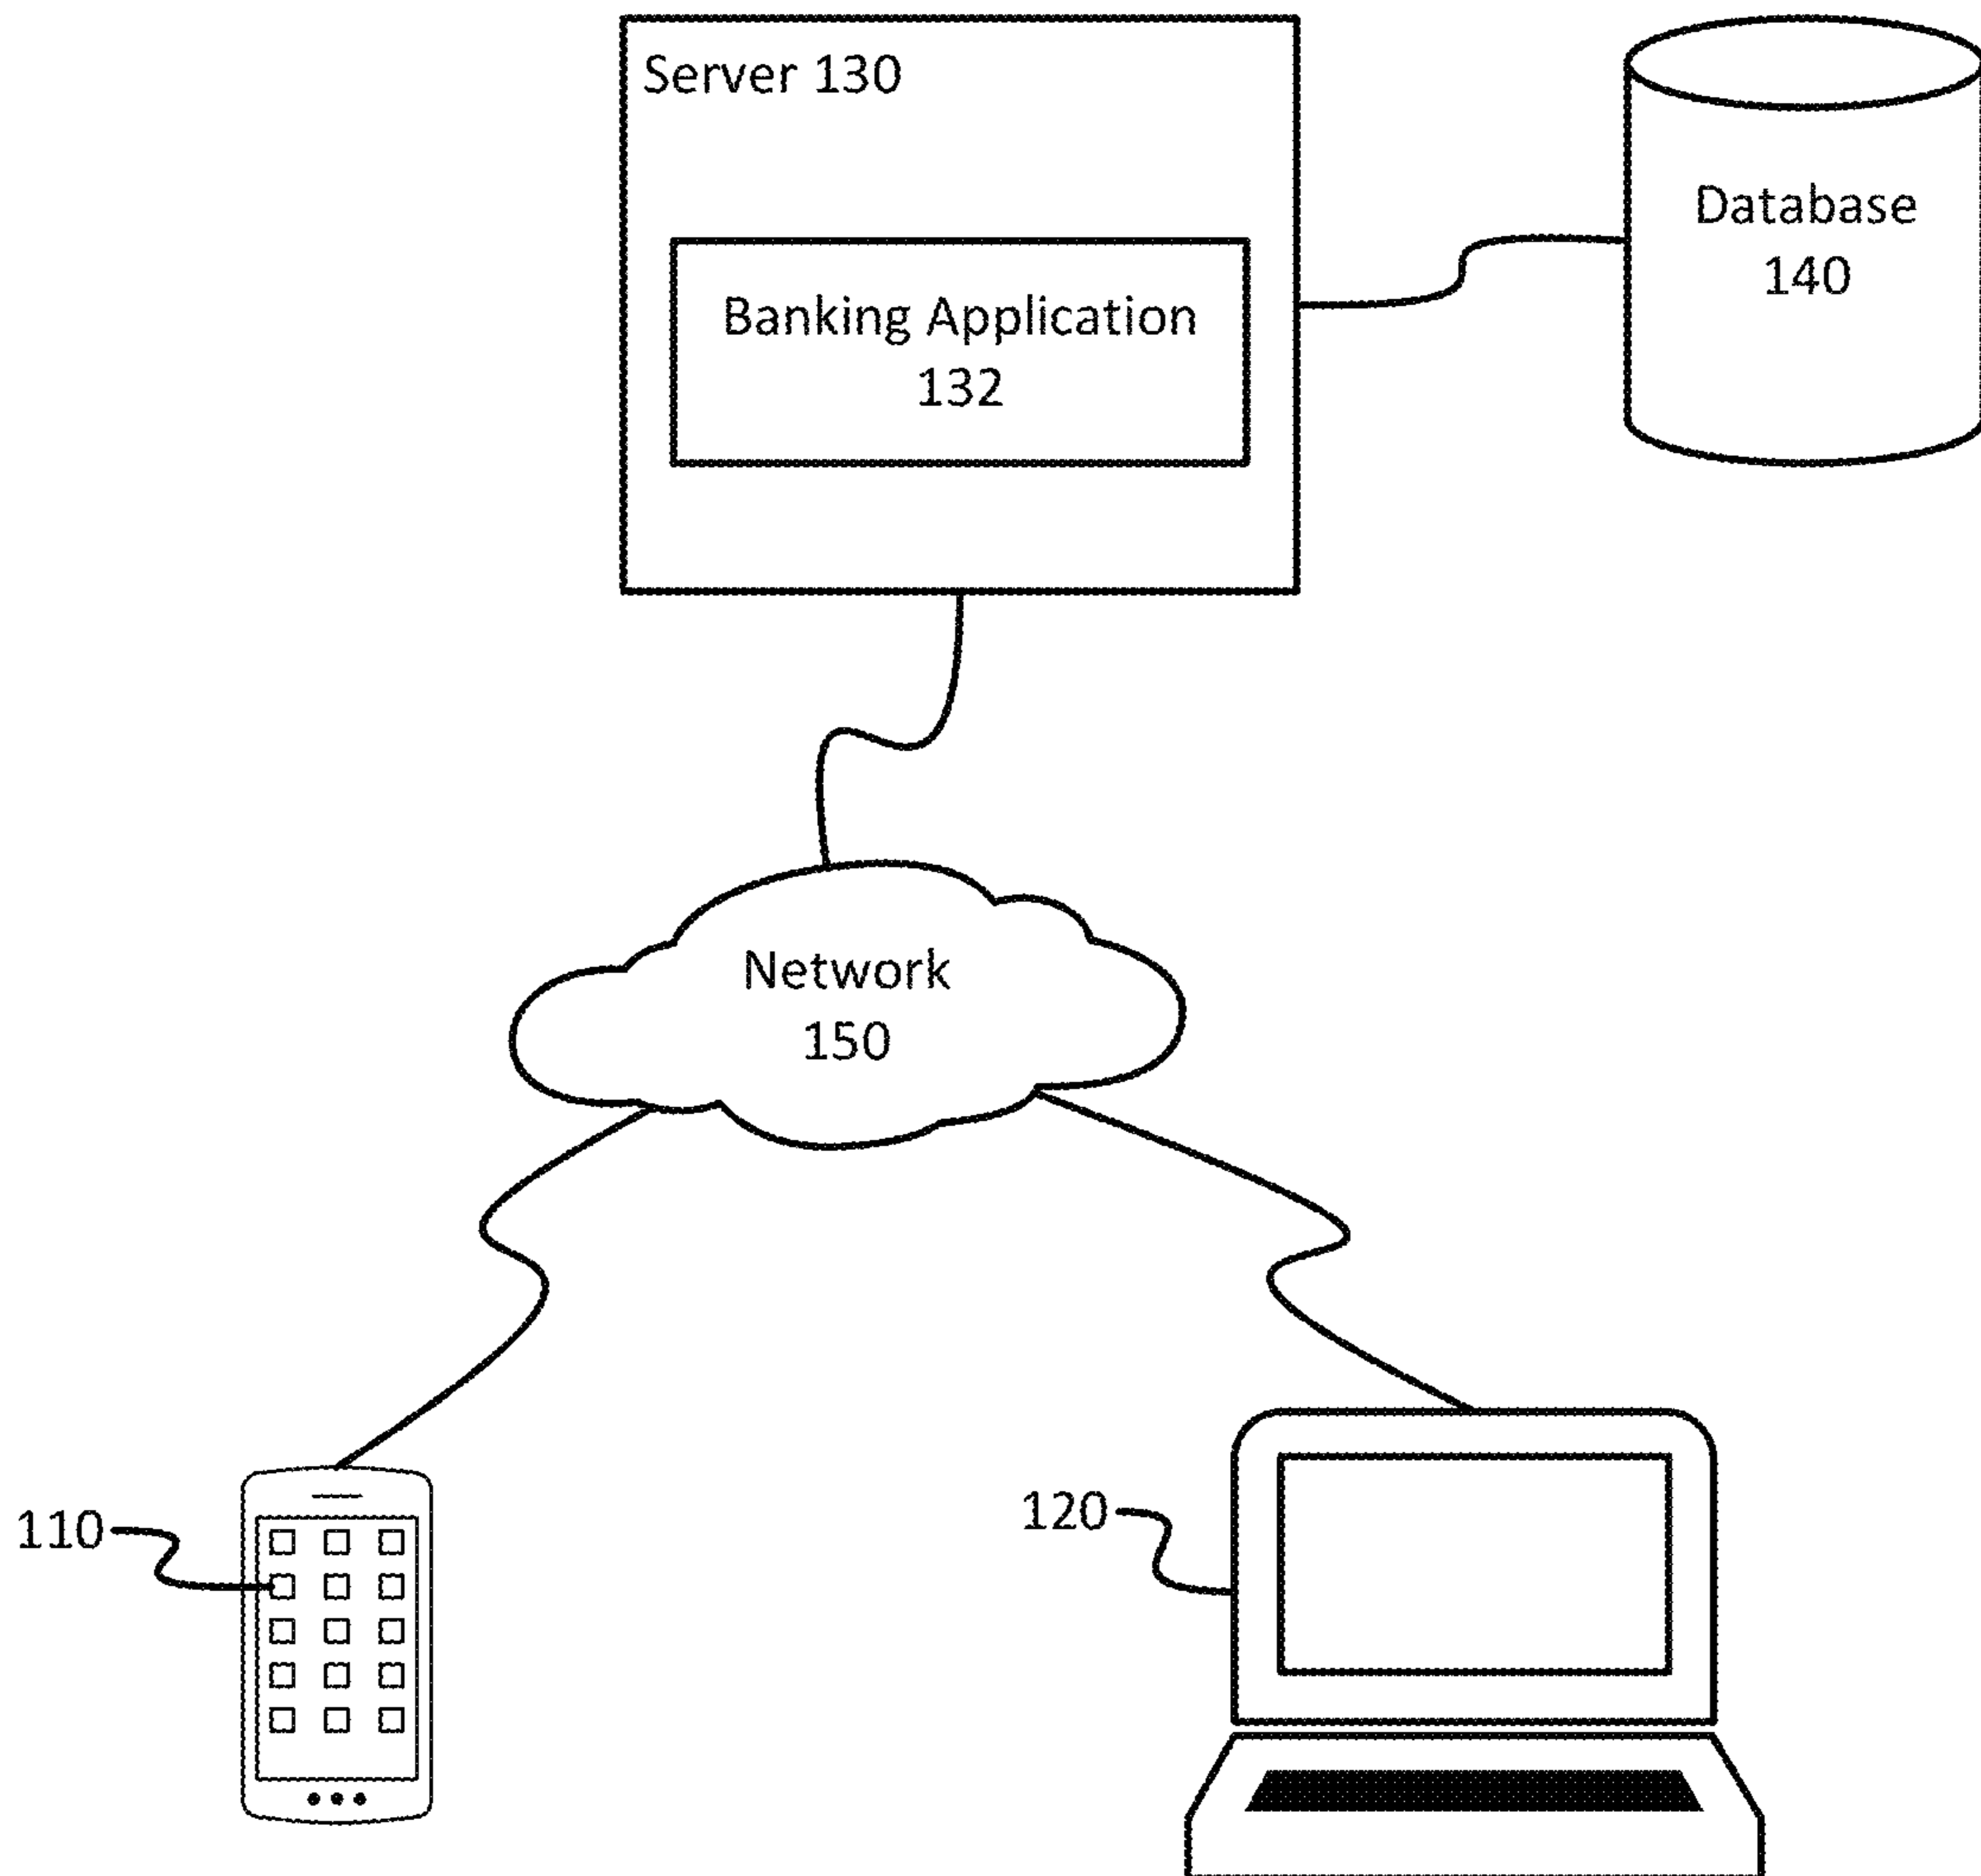 Server 130
Database
140
Banking Application
132
Network
150
110
120